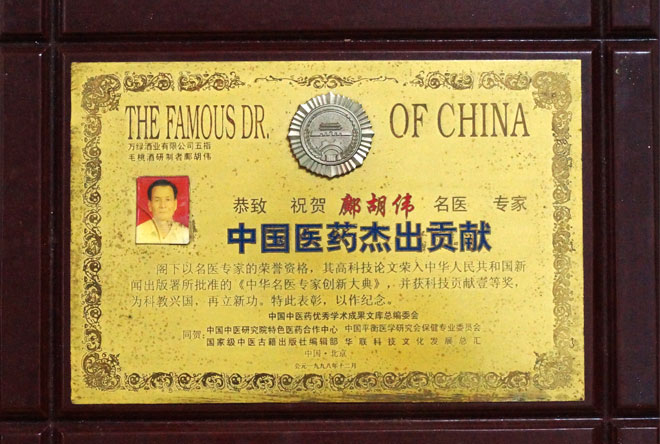 THE FAMOUS DR. OF CHINA
万绿酒业有限公司五指
毛桃酒研制者鄺胡伟
恭致 祝贺 鄺胡伟 名医 专家
中国医药杰出贡献
阁下以名医专家的荣誉资格，其高科技论文荣入中华人民共和国新
闻出版署所批准的《中华名医专家创新大典》，并获科技贡献壹等奖，
为科教兴国，再立新功。特此表彰，以作纪念。
中国中医药优秀学术成果文库总编委会
同贺：中国中医研究院特色医药合作中心 中国平衡医学研究会保健专业委员会
国家级中医古籍出版社编辑部 华联科技文化发展总汇
中国·北京
公元一九九八年十二月